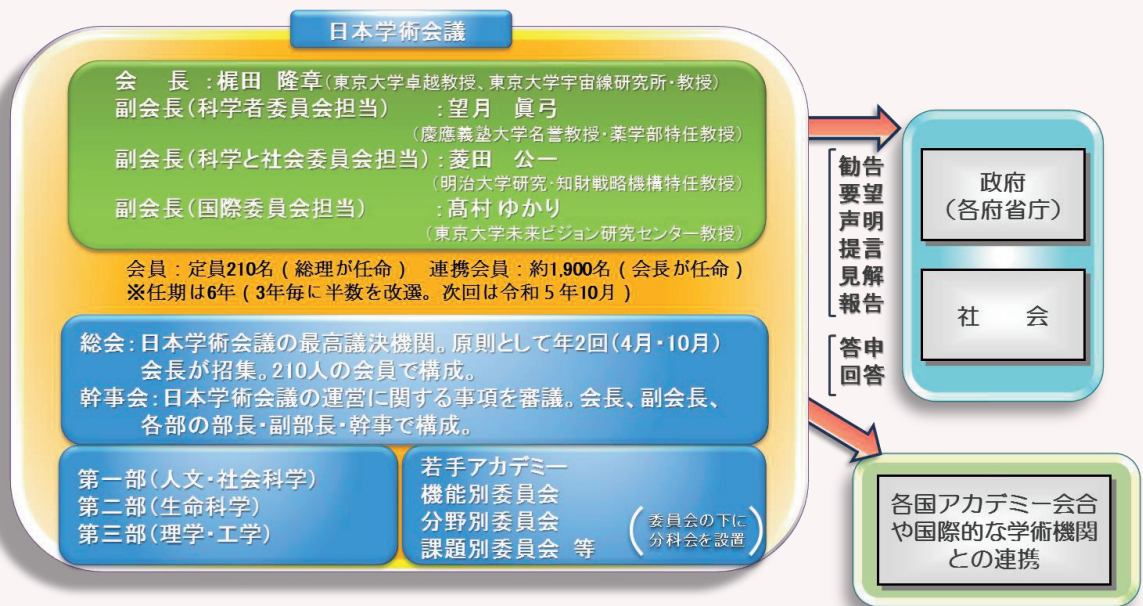 日本学術会議
会　長　：梶田　隆章（東京大学卓越教授、東京大学宇宙線研究所・教授）
副会長（科学者委員会担当）　：望月　眞弓
（慶應義塾大学名誉教授・薬学部特任教授）
副会長（科学と社会委員会担当）：菱田　公一
（明治大学研究・知財戦略機構特任教授）
副会長（国際委員会担当）　：髙村 ゆかり
（東京大学未来ビジョン研究センター教授）
会員：定員210名（総理が任命）　連携会員：約1,900名（会長が任命）
※任期は6年（3年毎に半数を改選。次回は令和５年10月）
総会：日本学術会議の最高議決機関。原則として年2回（4月・10月）
会長が招集。210人の会員で構成。
幹事会：日本学術会議の運営に関する事項を審議。会長、副会長、
各部の部長・副部長・幹事で構成。
第一部（人文・社会科学）
第二部（生命科学）
第三部（理学・工学）
若手アカデミー
機能別委員会
分野別委員会
課題別委員会 等
（委員会の下に
分科会を設置）
勧告
要望
声明
提言
見解
報告
答申
回答
政府
（各府省庁）
社　会
各国アカデミー会合
や国際的な学術機関
との連携